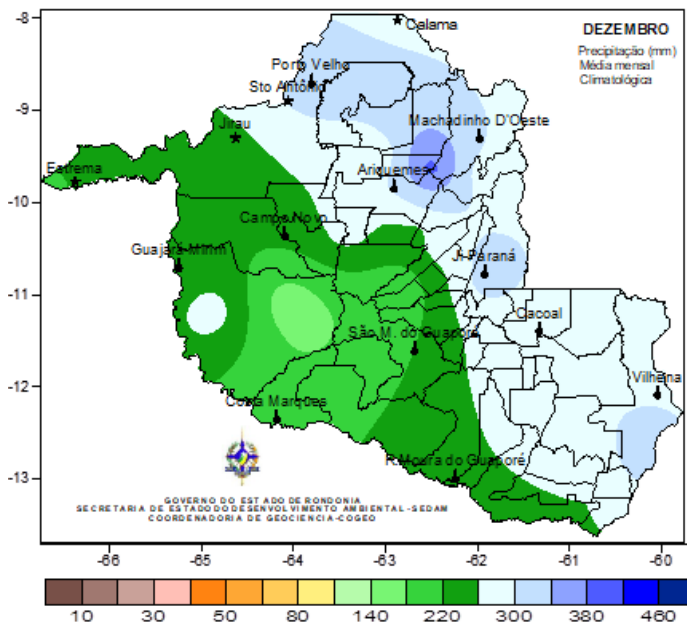 DEZEMBRO
Precipitação (mm)
Média mensal
Climatológica
-8
-9
-10
-11
-12
-13
Calama
Porto Velho
Sto Antônio
Machadinho D'Oeste
Jirau
Extrema
Ariquemes
Campo Novo
Guajará-Mirim
Ji-Paraná
Cacoal
São M. do Guaporé
Vilhena
Costa Marques
P.Moura do Guaporé
GOVERNO DO ESTADO DE RONDONIA
SECRETARIA DE ESTADO DO DESENVOLVIMENTO AMBIENTAL -SEDAM
COORDENADORIA DE GEOCIENCIA-COGEO
-66 -65 -64 -63 -62 -61 -60
10 30 50 80 140 220 300 380 460